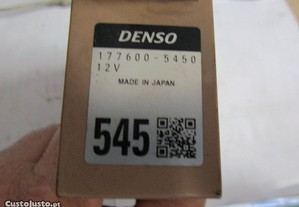 DENSO
177600-5450
12V
MADE IN JAPAN
545
© CustoJusto.pt